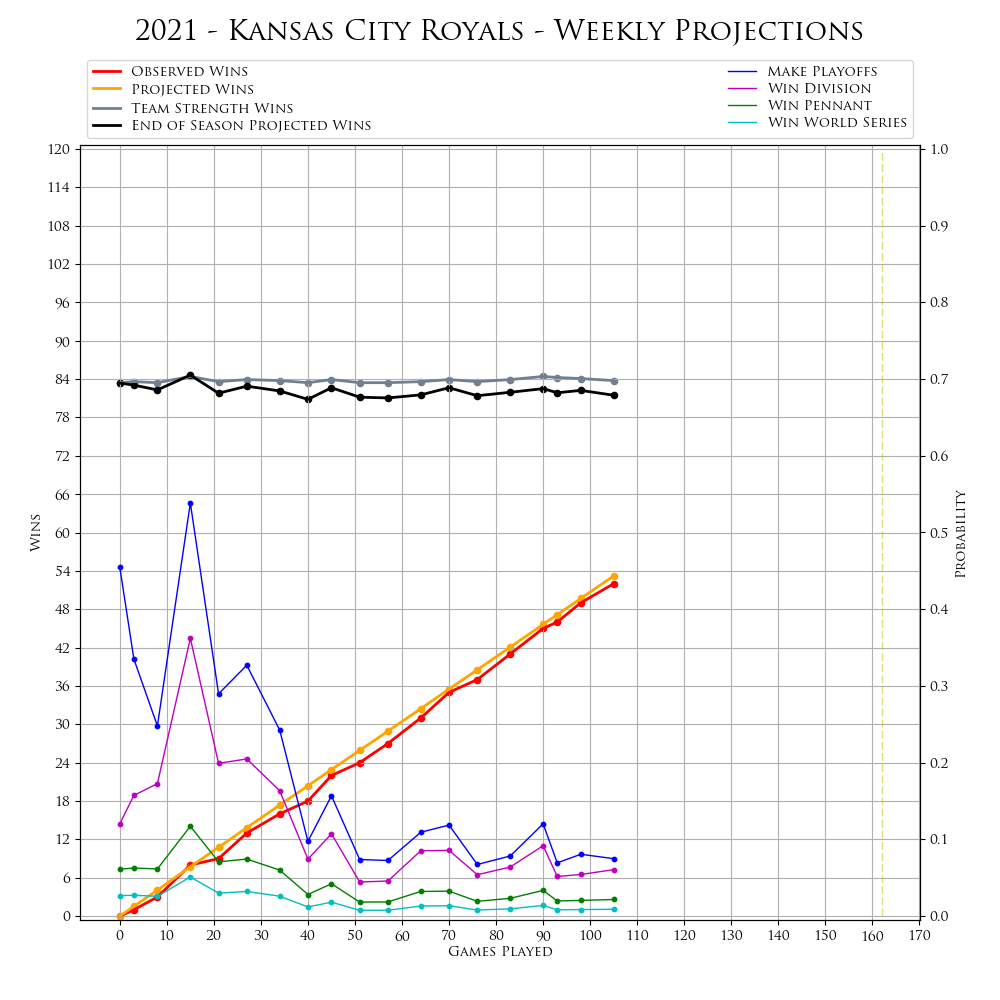 2021 - Kansas City Royals - Weekly Projections
Observed Wins
Projected Wins
Team Strength Wins
End of Season Projected Wins
Make Playoffs
Win Division
Win Pennant
Win World Series
120
114
108
102
96
90
84
78
72
66
60
54
48
42
36
30
24
18
12
6
0
Wins
1.0
0.9
0.8
0.7
0.6
0.5
0.4
0.3
0.2
0.1
0.0
Probability
0 10 20 30 40 50 60 70 80 90 100 110 120 130 140 150 160 170
Games Played